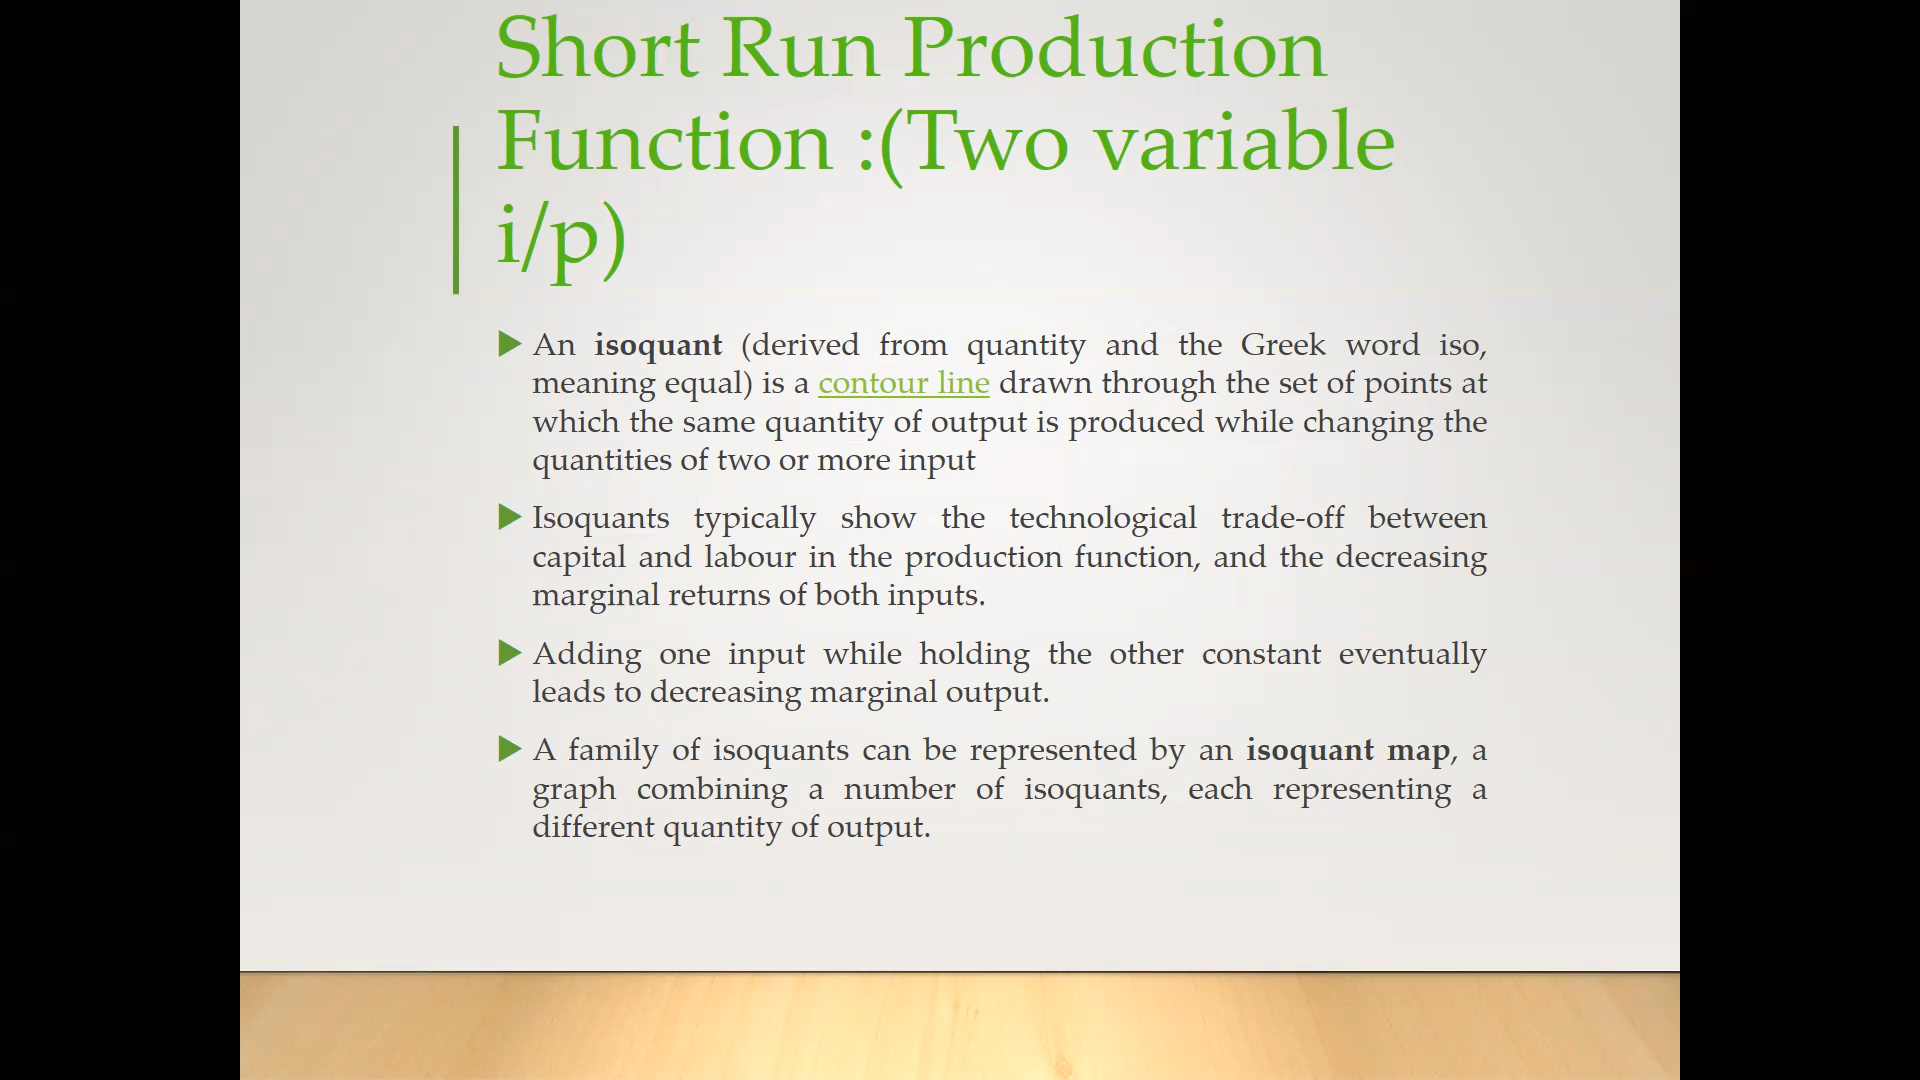 Short Run Production
Function :(Two variable
i/p)
An isoquant (derived from quantity and the Greek word iso,
meaning equal) is a contour line drawn through the set of points at
which the same quantity of output is produced while changing the
quantities of two or more input
Isoquants typically show the technological trade-off between
capital and labour in the production function, and the decreasing
marginal returns of both inputs.
Adding one input while holding the other constant eventually
leads to decreasing marginal output.
A family of isoquants can be represented by an isoquant map, a
graph combining a number of isoquants, each representing a
different quantity of output.